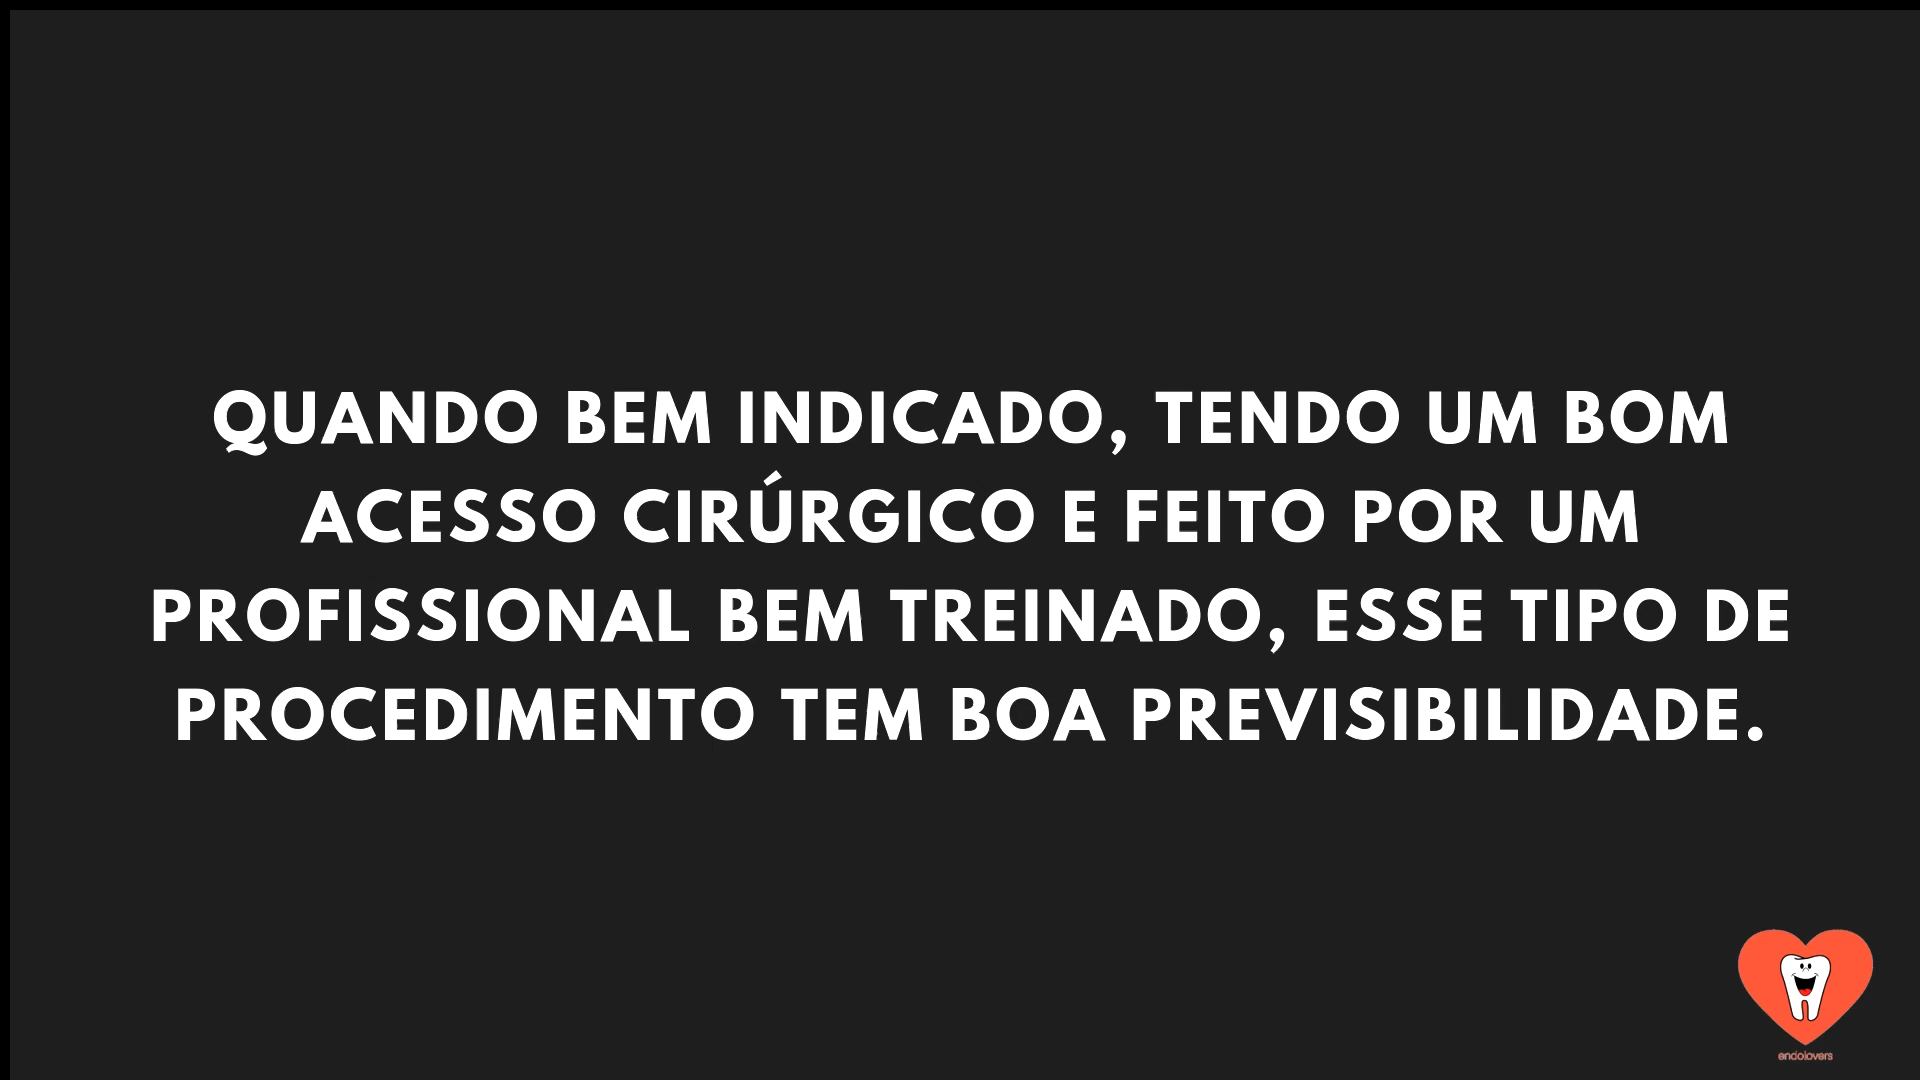 QUANDO BEM INDICADO, TENDO UM BOM
ACESSO CIRÚRGICO E FEITO POR UM
PROFISSIONAL BEM TREINADO, ESSE TIPO DE
PROCEDIMENTO TEM BOA PREVISIBILIDADE.
endolovers